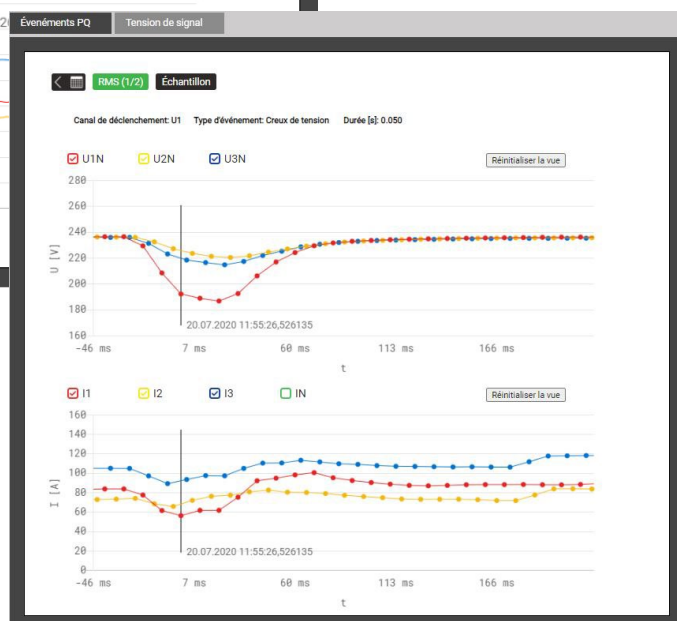 Événements PQ Tension de signal
RMS (1/2) Échantillon
Canal de déclenchement: U1 Type d'événement: Creux de tension Durée [s]: 0.050
U1N U2N U3N Réinitialiser la vue
280
260
240
220
200
180
160
U [V]
20.07.2020 11:55:26,526135
-46 ms 7 ms 60 ms 113 ms 166 ms
t
I1 I2 I3 IN Réinitialiser la vue
160
140
120
100
80
60
40
20
0
I [A]
20.07.2020 11:55:26,526135
-46 ms 7 ms 60 ms 113 ms 166 ms
t